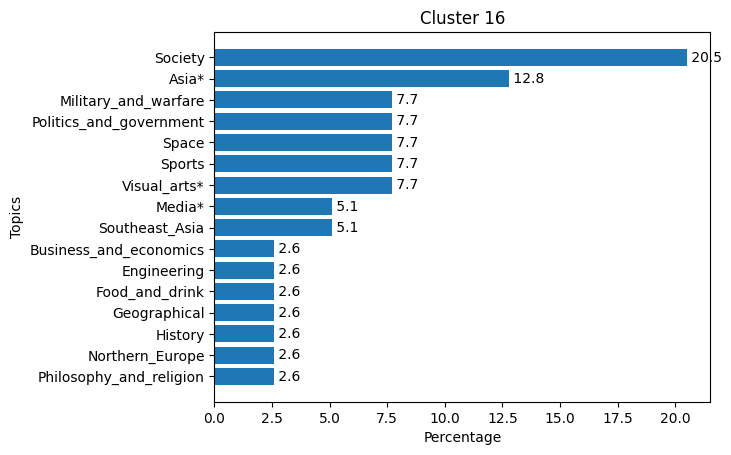 Cluster 16
Society 20.5
Asia* 12.8
Military_and_warfare 7.7
Politics_and_government 7.7
Space 7.7
Sports 7.7
Visual_arts* 7.7
Media* 5.1
Southeast_Asia 5.1
Business_and_economics 2.6
Engineering 2.6
Food_and_drink 2.6
Geographical 2.6
History 2.6
Northern_Europe 2.6
Philosophy_and_religion 2.6
Topics
0.0 2.5 5.0 7.5 10.0 12.5 15.0 17.5 20.0
Percentage